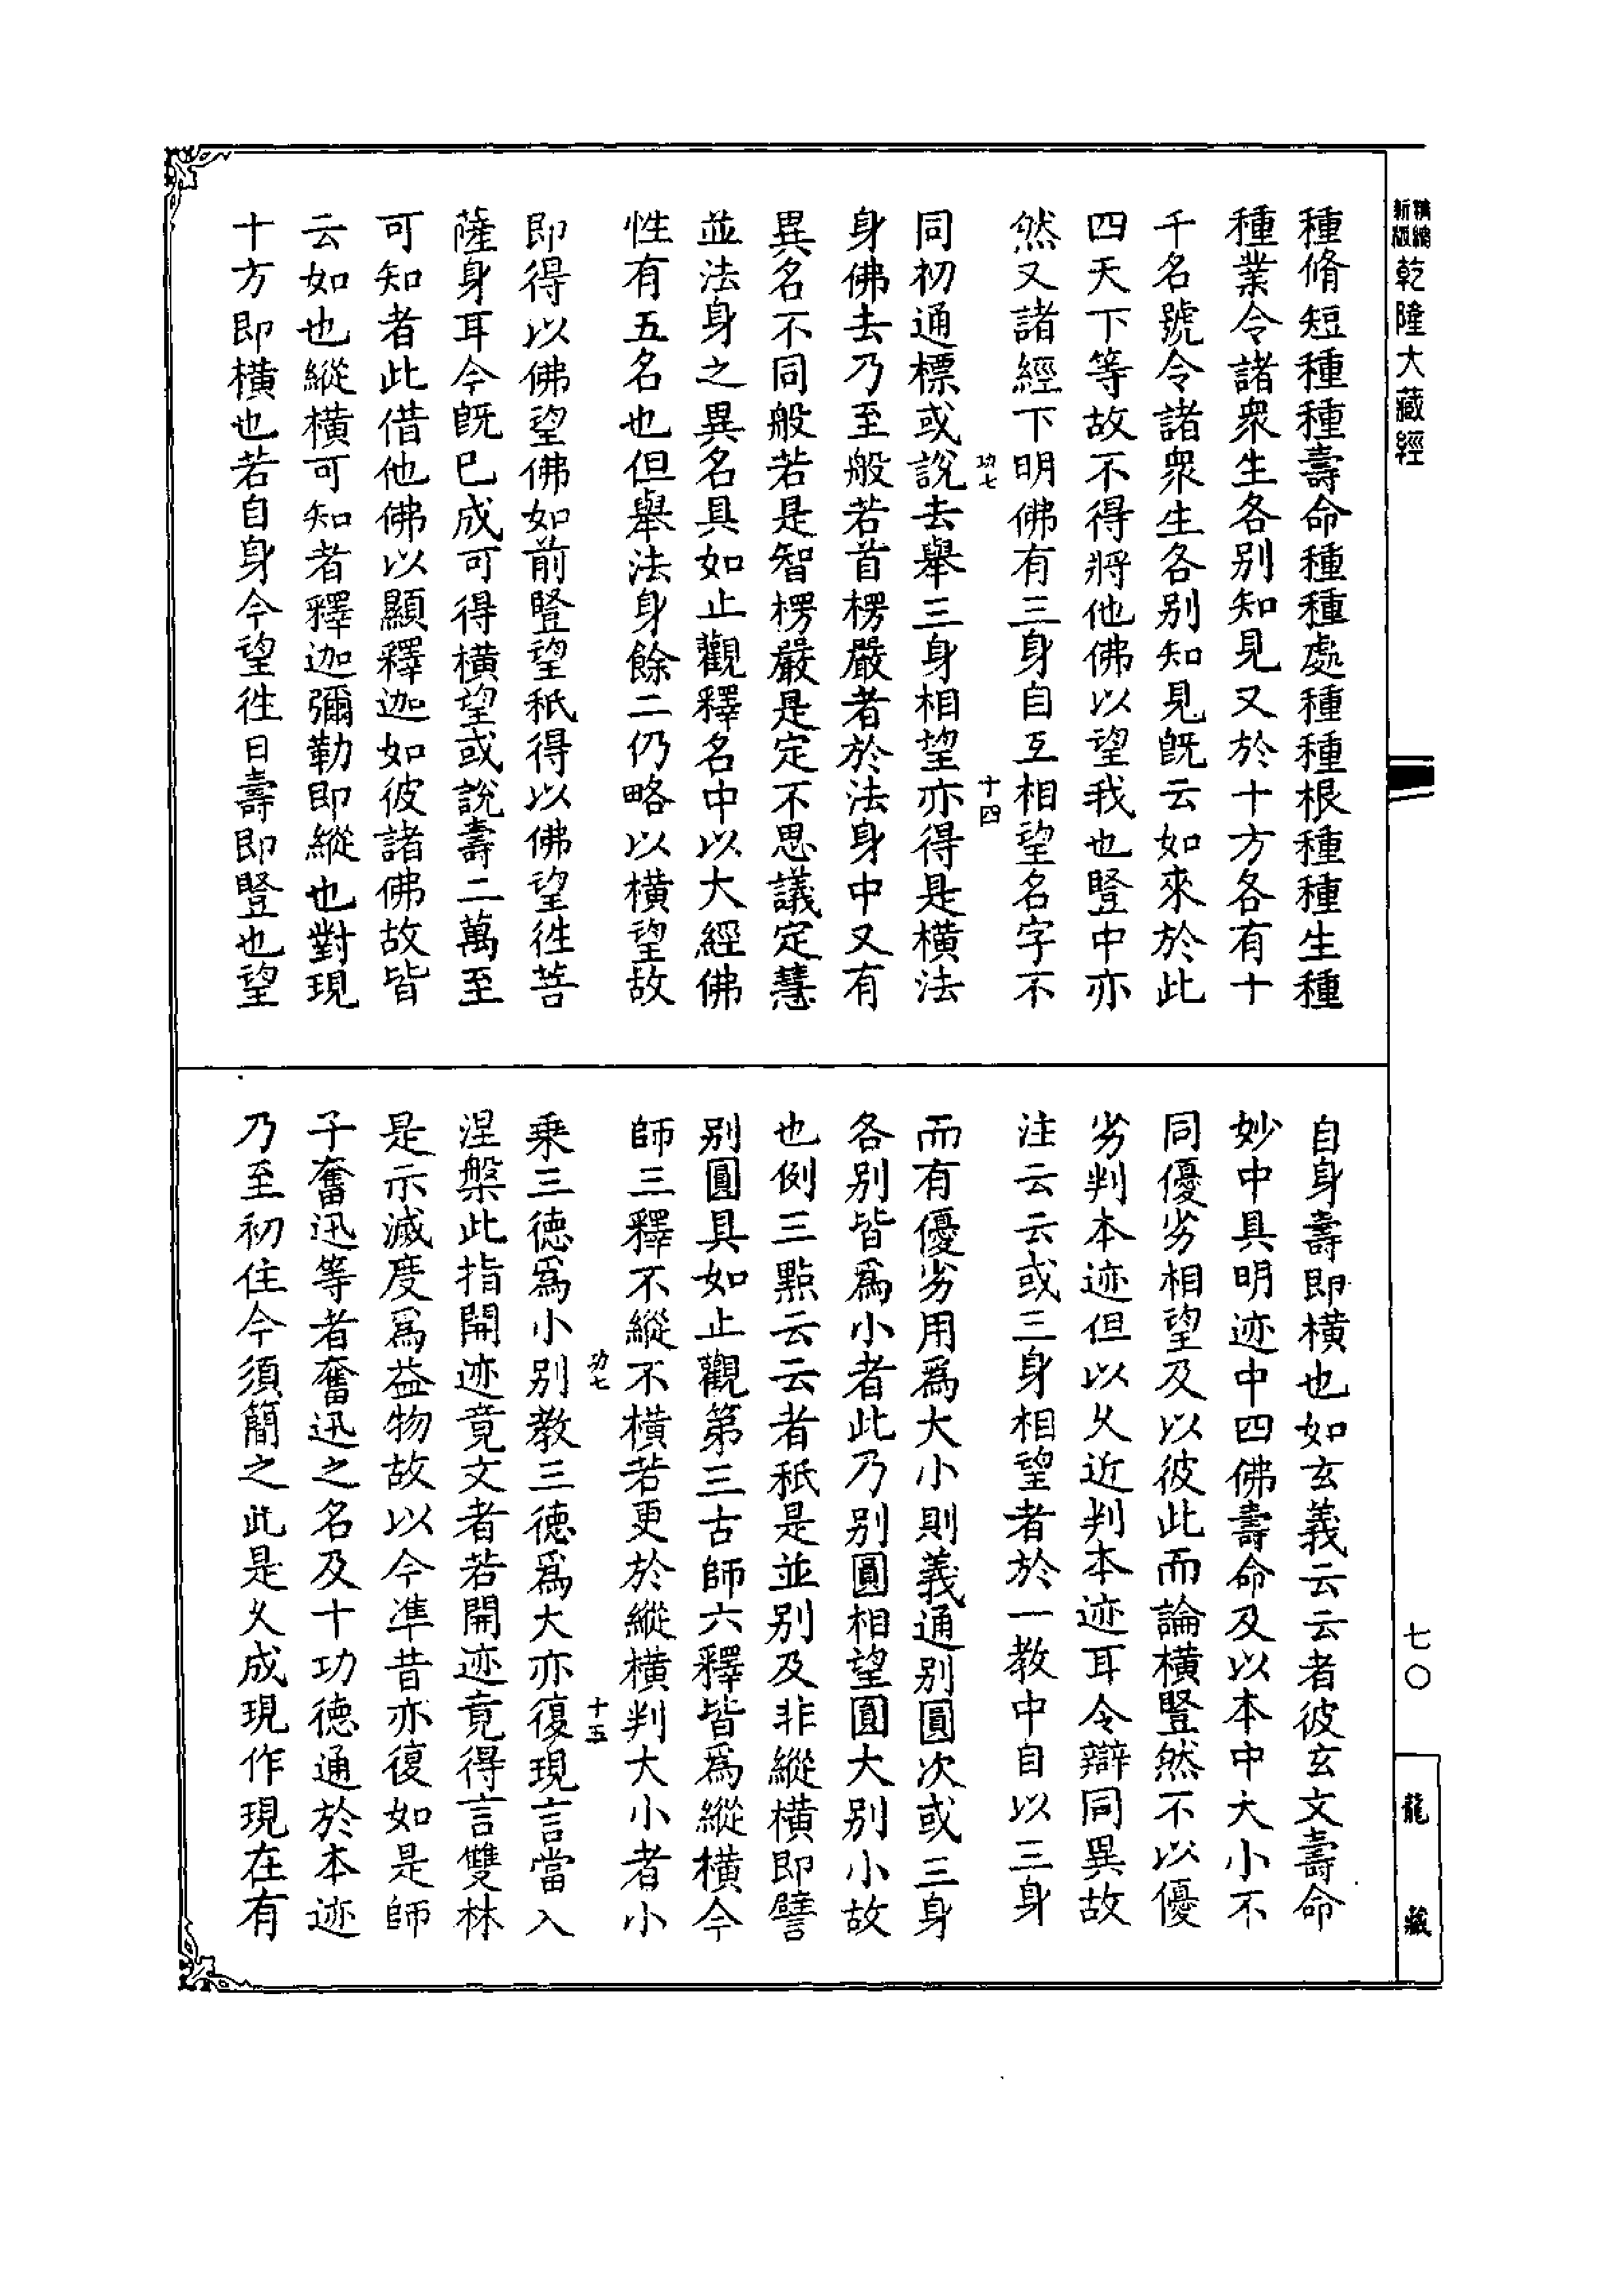 精編新版乾隆大藏經
種脩短種種壽命種種處種種根種種生種
種業令諸衆生各别知見又於十方各有十
千名號令諸衆生各别知見旣云如來於此
四天下等故不得將他佛以望我也豎中亦
然又諸經下明佛有三身自互相望名字不
功七 十四
同初通標或說去舉三身相望亦得是橫法
身佛去乃至般若首楞嚴者於法身中又有
異名不同般若是智楞嚴是定不思議定慧
並法身之異名具如止觀釋名中以大經佛
性有五名也但舉法身餘二仍略以橫望故
即得以佛望佛如前豎望秖得以佛望徃菩
薩身耳今旣巳成可得橫望或說壽二萬至
可知者此借他佛以顯釋迦如彼諸佛故皆
云如也縱橫可知者釋迦彌勒即縱也對現
十方即橫也若自身今望徃日壽即豎也望
自身壽即橫也如玄義云云者彼玄文壽命
妙中具明迹中四佛壽命及以本中大小不
同優劣相望及以彼此而論橫豎然不以優
劣判本迹但以久近判本迹耳令辯同異故
注云云或三身相望者於一教中自以三身
而有優劣用爲大小則義通别圓次或三身
各别皆爲小者此乃别圓相望圓大别小故
也例三點云云者秖是並别及非縱橫即譬
别圓具如止觀第三古師六釋皆爲縱橫今
師三釋不縱不橫若更於縱橫判大小者小
功七 十五
乘三德爲小别教三德爲大亦復現言當入
涅槃此指開迹竟文者若開迹竟得言雙林
是示滅度爲益物故以今準昔亦復如是師
子奮迅等者奮迅之名及十功德通於本迹
乃至初住今須簡之此是久成現作現在有
七〇
龍藏